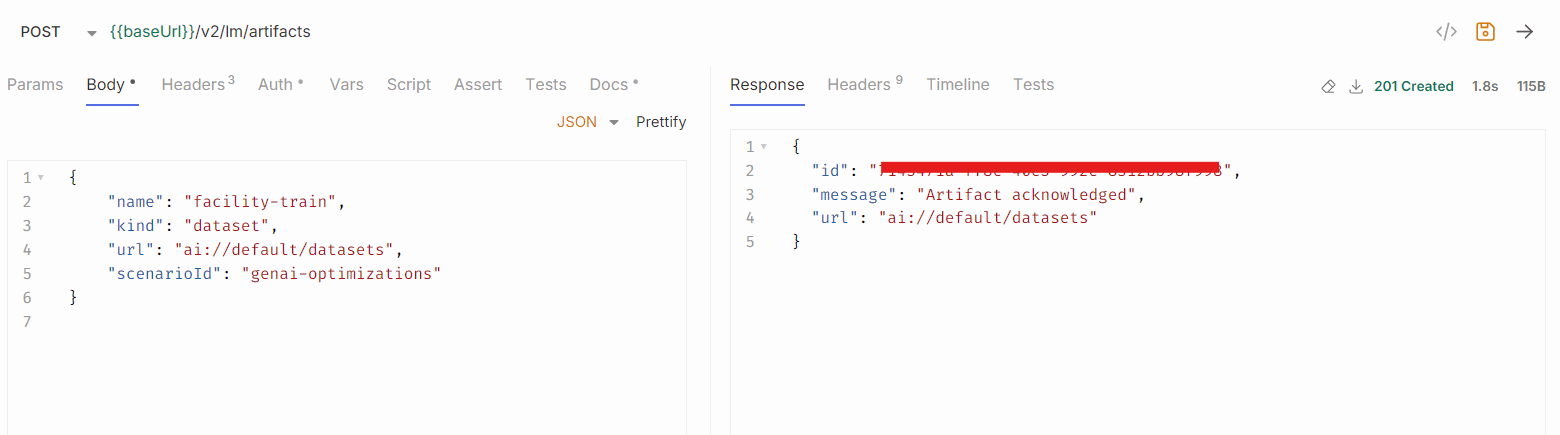 POST {{baseUrl}}/v2/lm/artifacts
Params Body Headers 3 Auth Vars Script Assert Tests Docs
JSON Prettify
1 {
2 "name": "facility-train",
3 "kind": "dataset",
4 "url": "ai://default/datasets",
5 "scenarioId": "genai-optimizations"
6 }
7
Response Headers 9 Timeline Tests 201 Created 1.8s 115B
1 {
2 "id": "",
3 "message": "Artifact acknowledged",
4 "url": "ai://default/datasets"
5 }